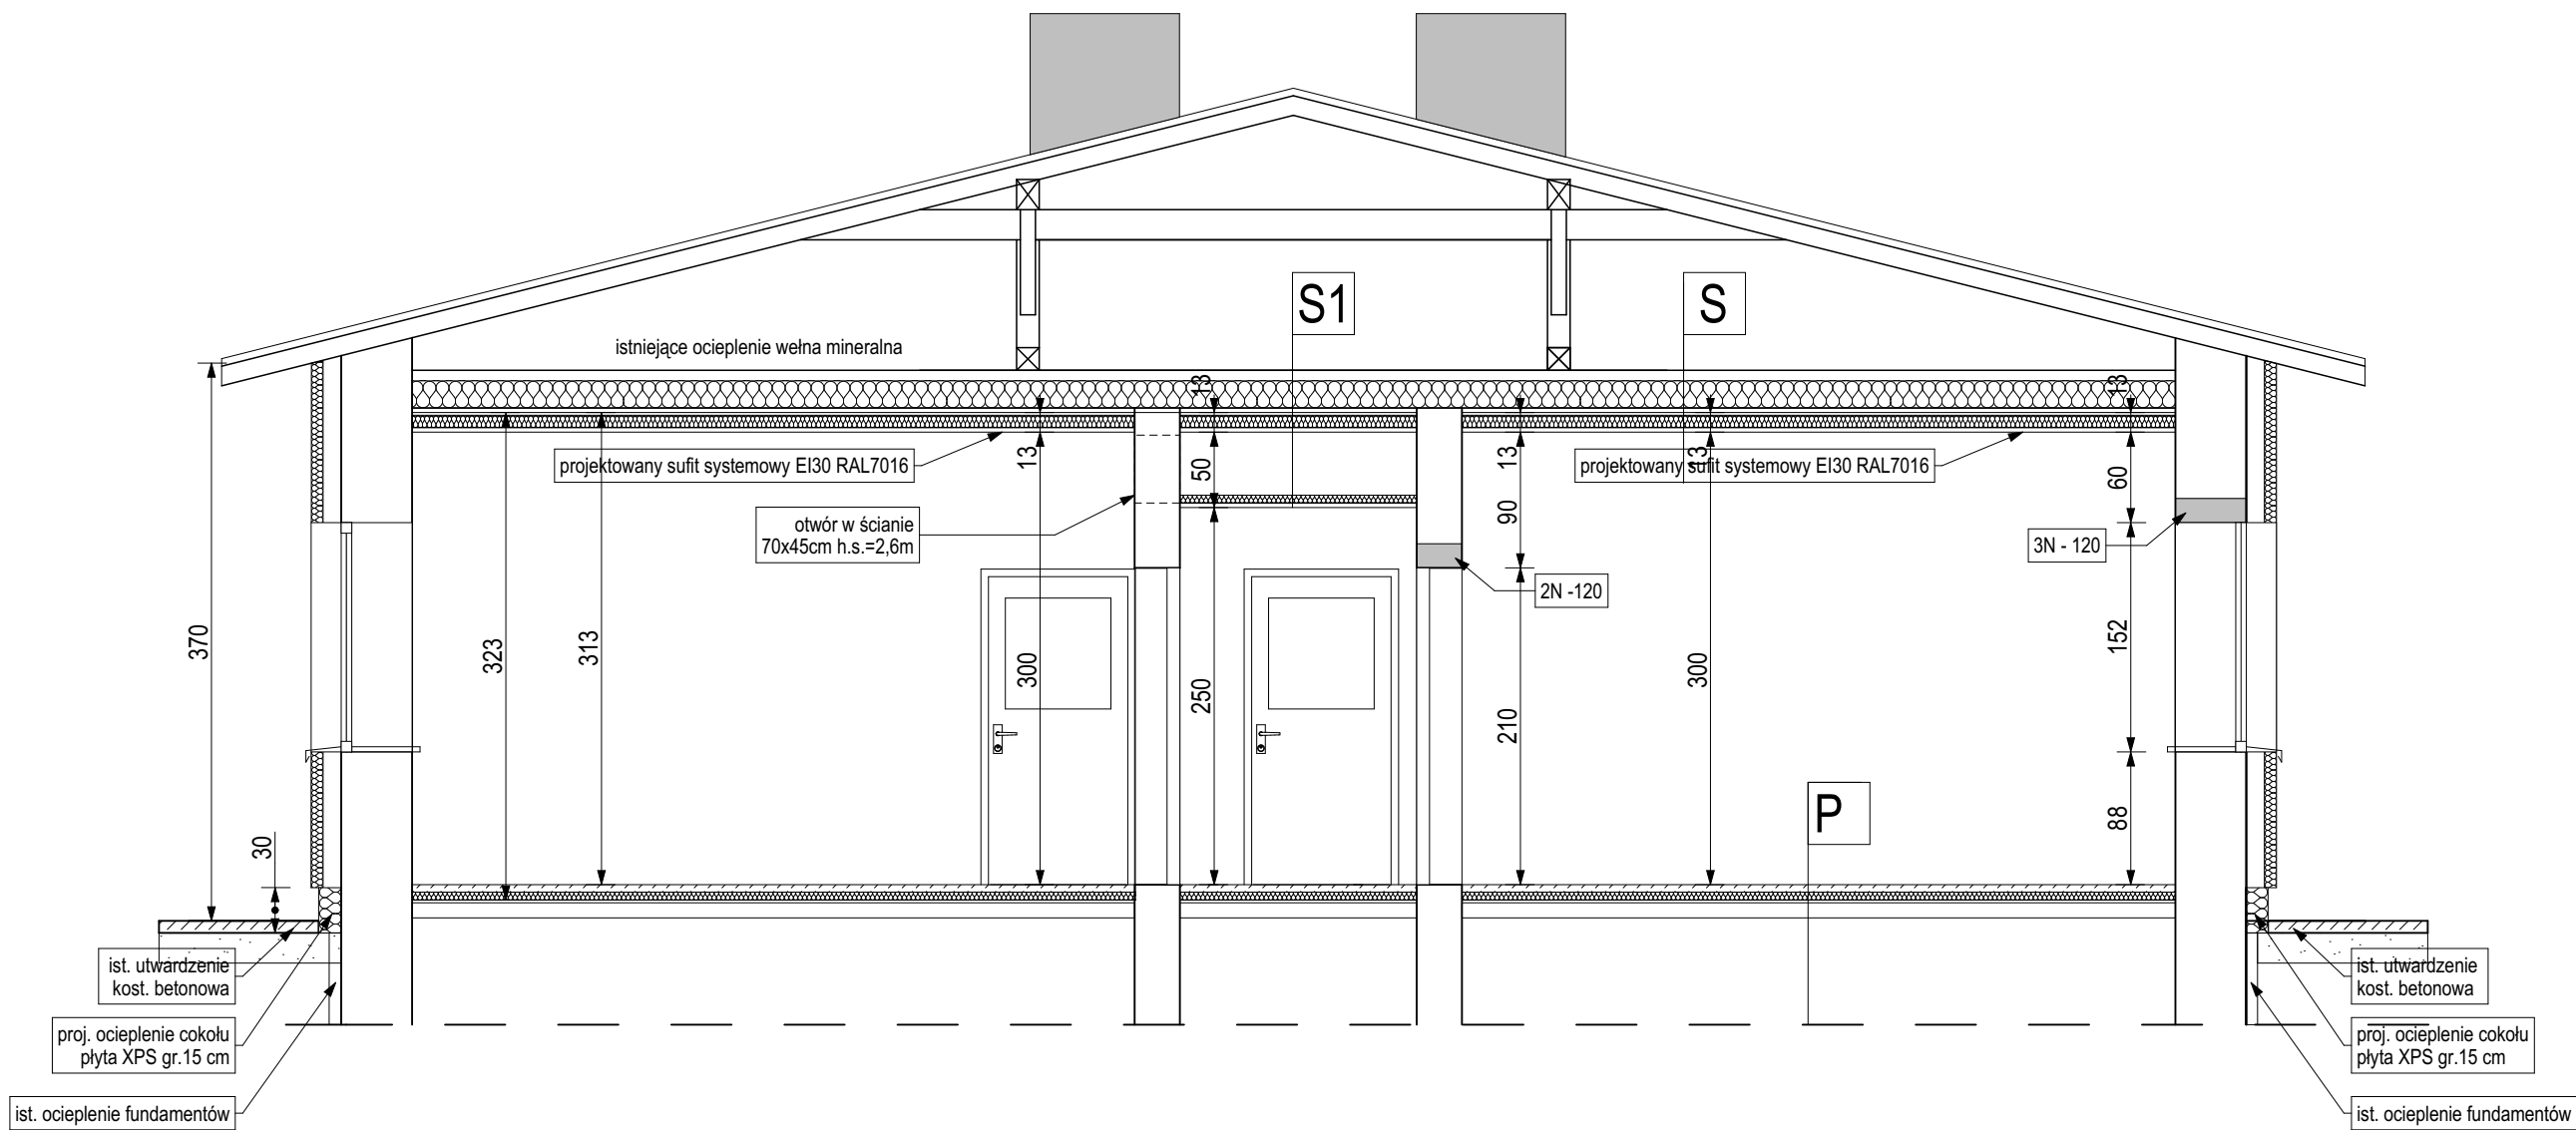 S1
S
istniejące ocieplenie wełna mineralna
13
13
projektowany sufit systemowy EI30 RAL7016
13
50
13
13
projektowany sufit systemowy EI30 RAL7016
60
otwór w ścianie
70x45cm h.s.=2,6m
90
3N - 120
2N -120
370
323
313
300
250
210
300
152
P
88
30
ist. utwardzenie
kost. betonowa
ist. utwardzenie
kost. betonowa
proj. ocieplenie cokołu
płyta XPS gr.15 cm
proj. ocieplenie cokołu
płyta XPS gr.15 cm
ist. ocieplenie fundamentów
ist. ocieplenie fundamentów